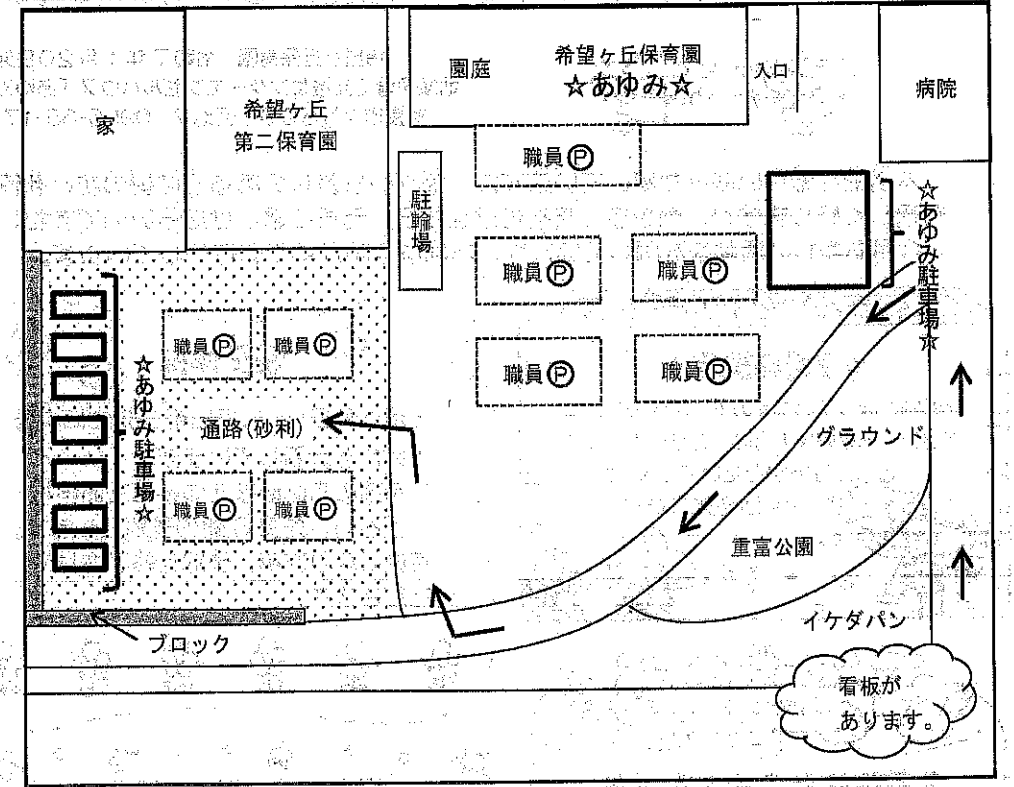 家
希望ヶ丘
第二保育園
園庭
希望ヶ丘保育園
☆あゆみ☆
入口
病院
職員Ⓟ
駐輪場
☆あゆみ駐車場☆
職員Ⓟ
職員Ⓟ
職員Ⓟ
職員Ⓟ
職員Ⓟ
職員Ⓟ
☆あゆみ駐車場☆
通路(砂利)
職員Ⓟ
職員Ⓟ
グラウンド
重富公園
イケダパン
ブロック
看板が
あります。